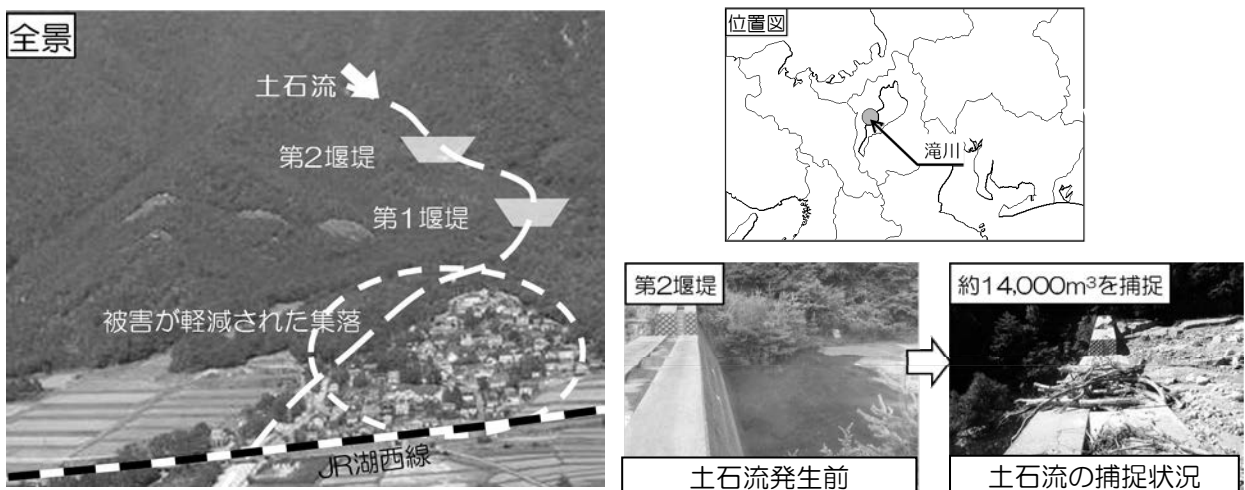 全景
土石流
第2堰堤
第1堰堤
被害が軽減された集落
JR湖西線
位置図
滝川
第2堰堤
約14,000m³を捕捉
土石流発生前
土石流の捕捉状況